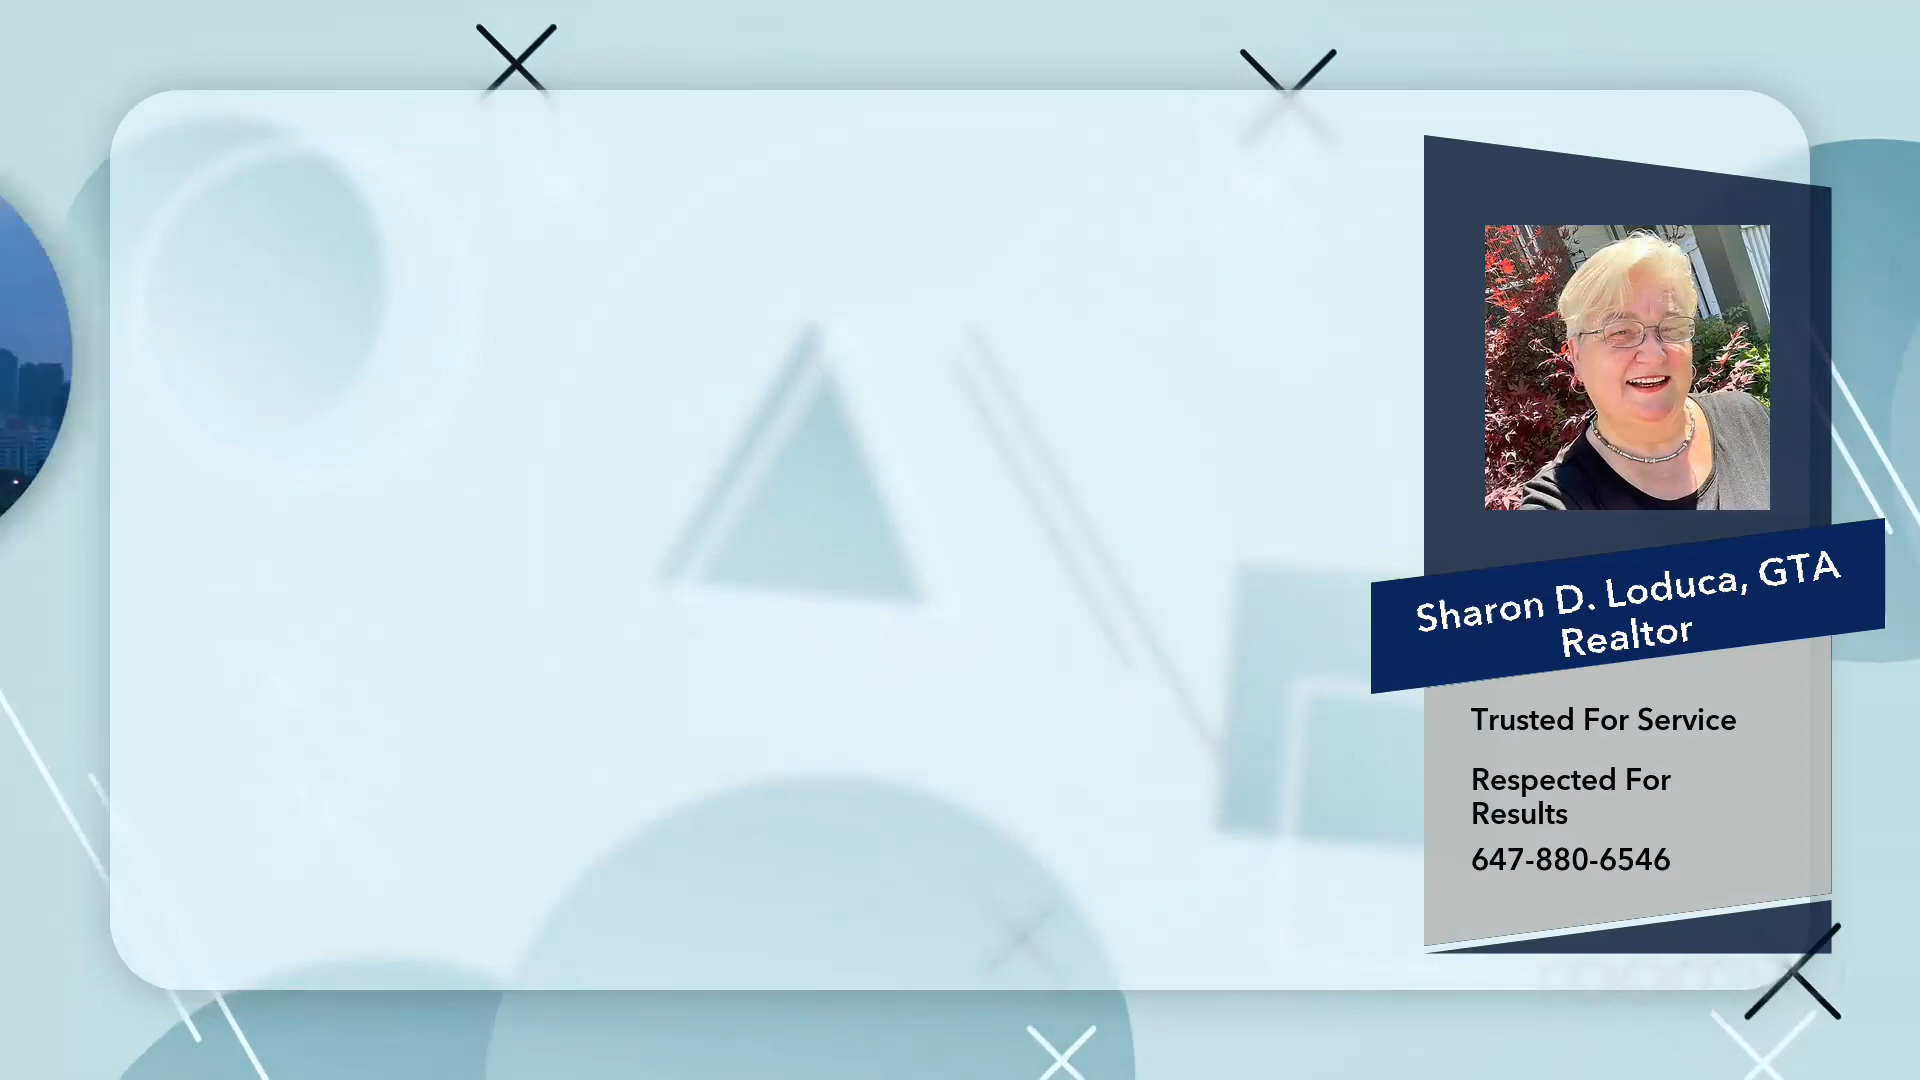 Sharon D. Loduca, GTA
Realtor
Trusted For Service
Respected For
Results
647-880-6546